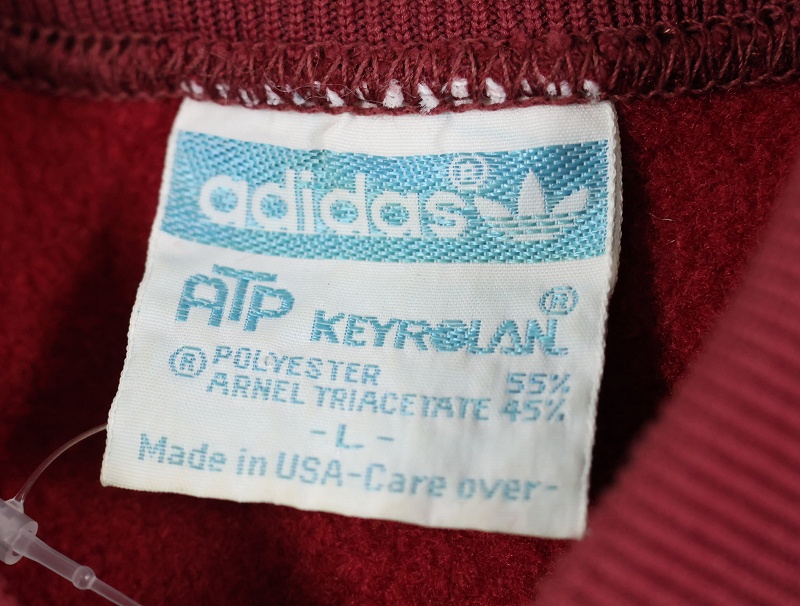 adidas®
ATP KEYROLAN®
® POLYESTER 55%
ARNEL TRIACETATE 45%
- L -
Made in USA-Care over-